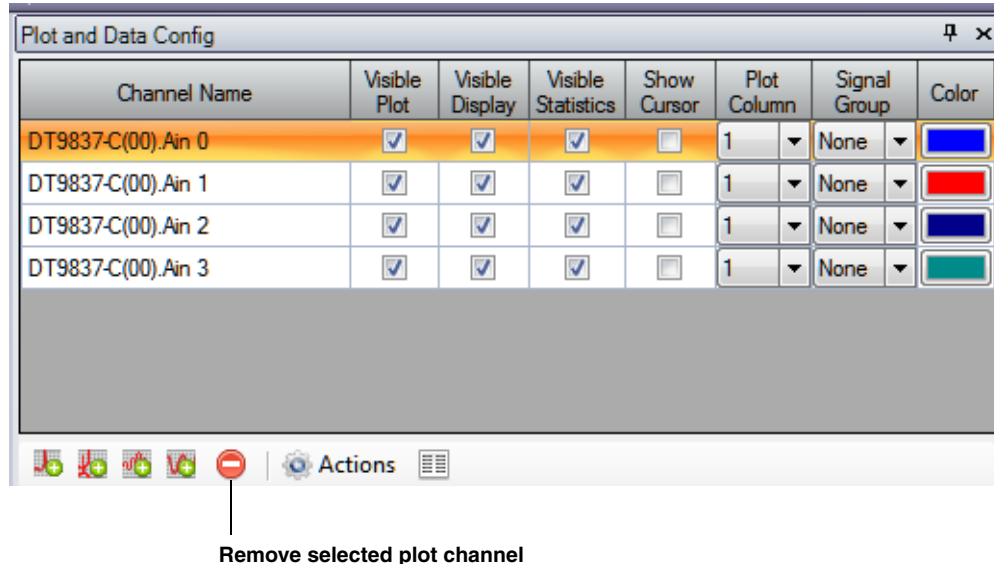 Plot and Data Config
Channel Name Visible Plot Visible Display Visible Statistics Show Cursor Plot Column Signal Group Color
DT9837-C(00).Ain 0 1 None
DT9837-C(00).Ain 1 1 None
DT9837-C(00).Ain 2 1 None
DT9837-C(00).Ain 3 1 None
Actions
Remove selected plot channel